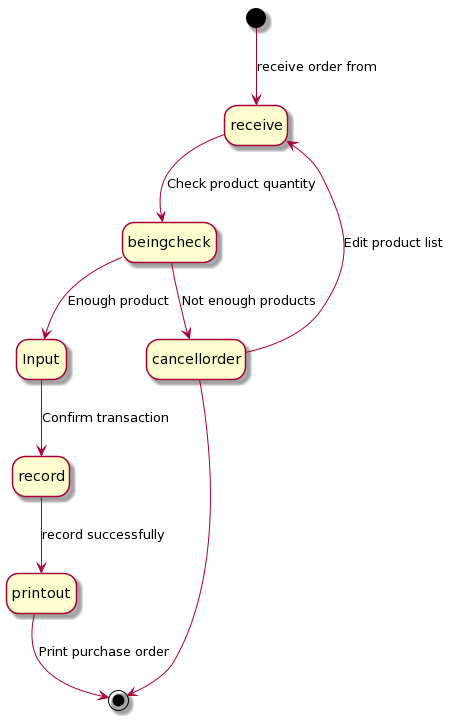 receive order from
receive
Check product quantity
beingcheck
Edit product list
Enough product
Not enough products
Input
cancellorder
Confirm transaction
record
record successfully
printout
Print purchase order